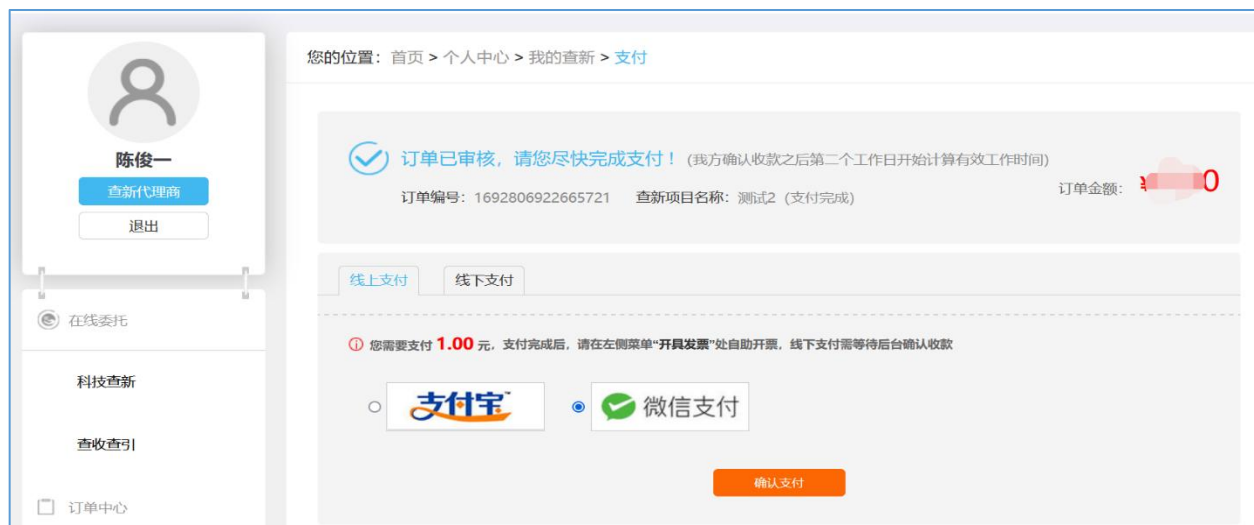 您的位置：首页 > 个人中心 > 我的查新 > 支付
陈俊一
查新代理商
退出
在线委托
科技查新
查收查引
订单中心
订单已审核，请您尽快完成支付！(我方确认收款之后第二个工作日开始计算有效工作时间)
订单编号：1692806922665721 查新项目名称：测试2（支付完成）
订单金额：
线上支付 线下支付
您需要支付 1.00 元，支付完成后，请在左侧菜单“开具发票”处自助开票，线下支付需等待后台确认收款
支付宝 微信支付
确认支付